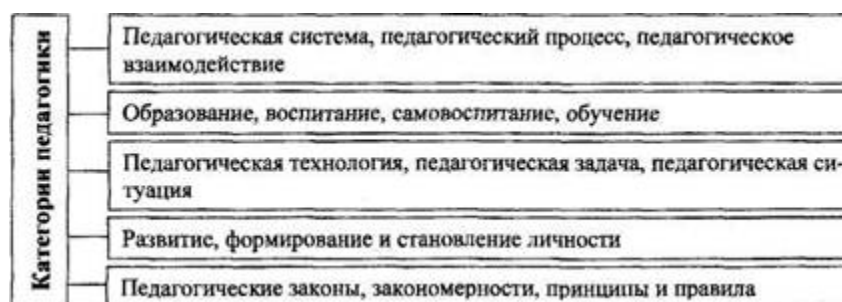 Категории педагогики
Педагогическая система, педагогический процесс, педагогическое
взаимодействие
Образование, воспитание, самовоспитание, обучение
Педагогическая технология, педагогическая задача, педагогическая си-
туация
Развитие, формирование и становление личности
Педагогические законы, закономерности, принципы и правила